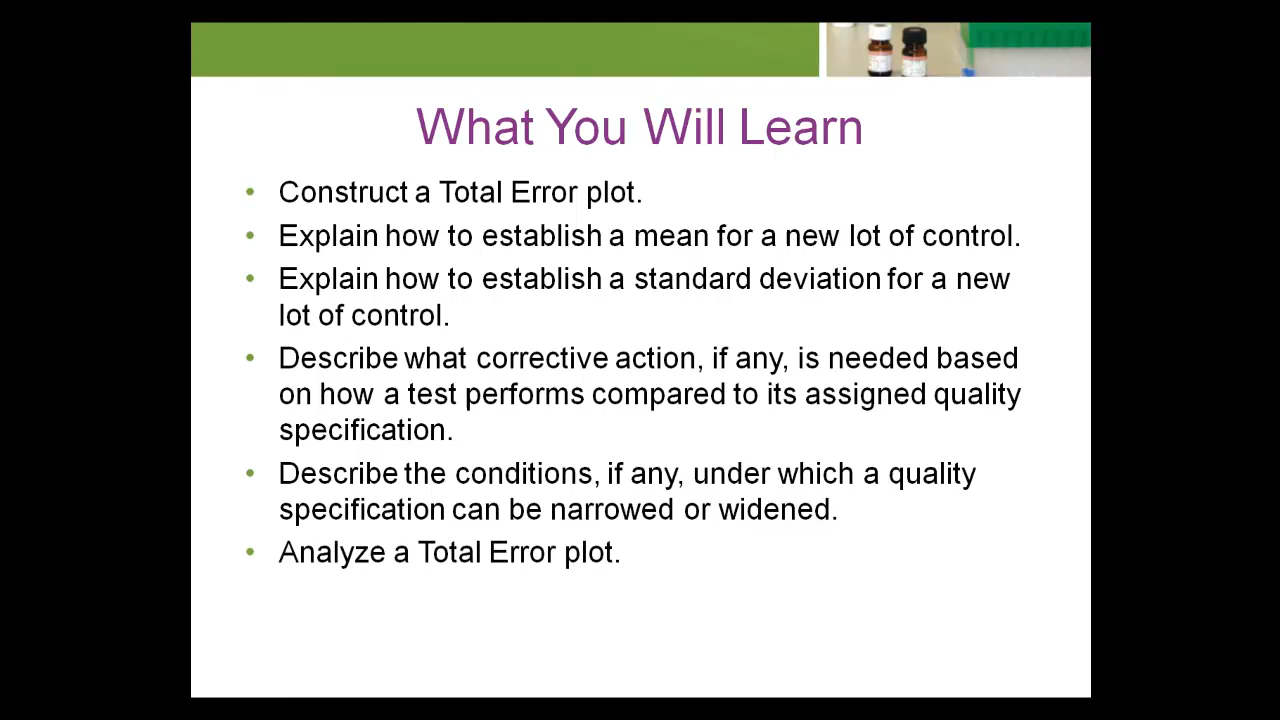 What You Will Learn
• Construct a Total Error plot.
• Explain how to establish a mean for a new lot of control.
• Explain how to establish a standard deviation for a new
lot of control.
• Describe what corrective action, if any, is needed based
on how a test performs compared to its assigned quality
specification.
• Describe the conditions, if any, under which a quality
specification can be narrowed or widened.
• Analyze a Total Error plot.